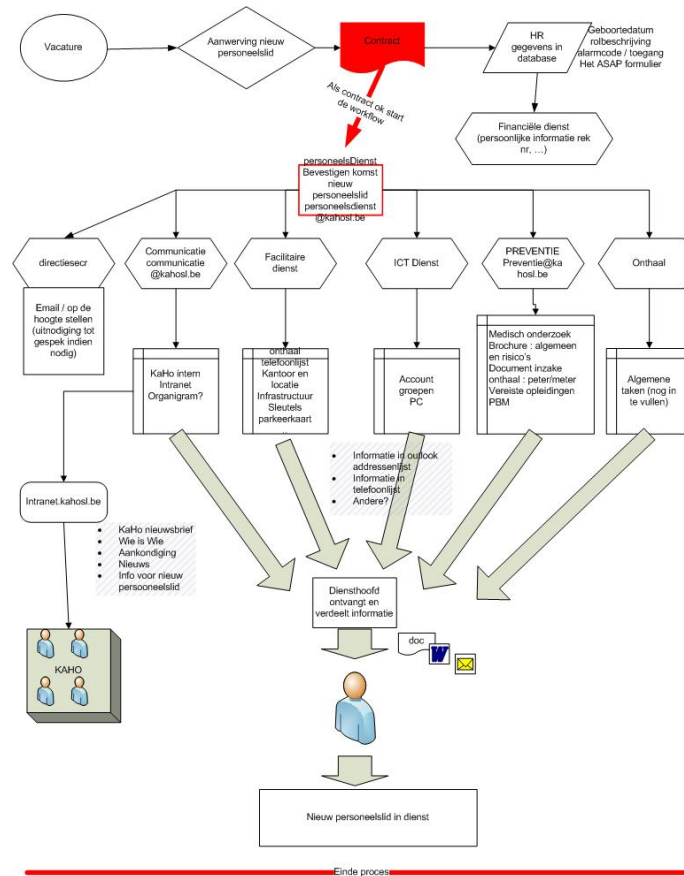 Vacature
Aanwerving nieuw
personeelslid
Contract
HR
gegevens in
database
Geboortedatum
rolbeschrijving
alarmcode / toegang
Het ASAP formulier
Als contract ok start
de workflow
Financiële dienst
(persoonlijke informatie rek
nr, ...)
personeelsDienst
Bevestigen komst
nieuw
personeelslid
personeelsdienst
@kahosl.be
directiesecr
Communicatie
communicatie
@kahosl.be
Facilitaire
dienst
ICT Dienst
PREVENTIE
Preventie@ka
hosl.be
Onthaal
Email / op de
hoogte stellen
(uitnodiging tot
gespek indien
nodig)
KaHo intern
Intranet
Organigram?
onthaal
telefoonlijst
Kantoor en
locatie
Infrastructuur
Sleutels
parkeerkaart
Account
groepen
PC
Medisch onderzoek
Brochure : algemeen
en risico's
Document inzake
onthaal : peter/meter
Vereiste opleidingen
PBM
Algemene
taken (nog in
te vullen)
• Informatie in outlook
addressenlijst
• Informatie in
telefoonlijst
• Andere?
Intranet.kahosl.be
• KaHo nieuwsbrief
• Wie is Wie
• Aankondiging
• Nieuws
• Info voor nieuw
persooneelslid
Diensthoofd
ontvangt en
verdeelt informatie
doc
W
KAHO
Nieuw personeelslid in dienst
Einde proces